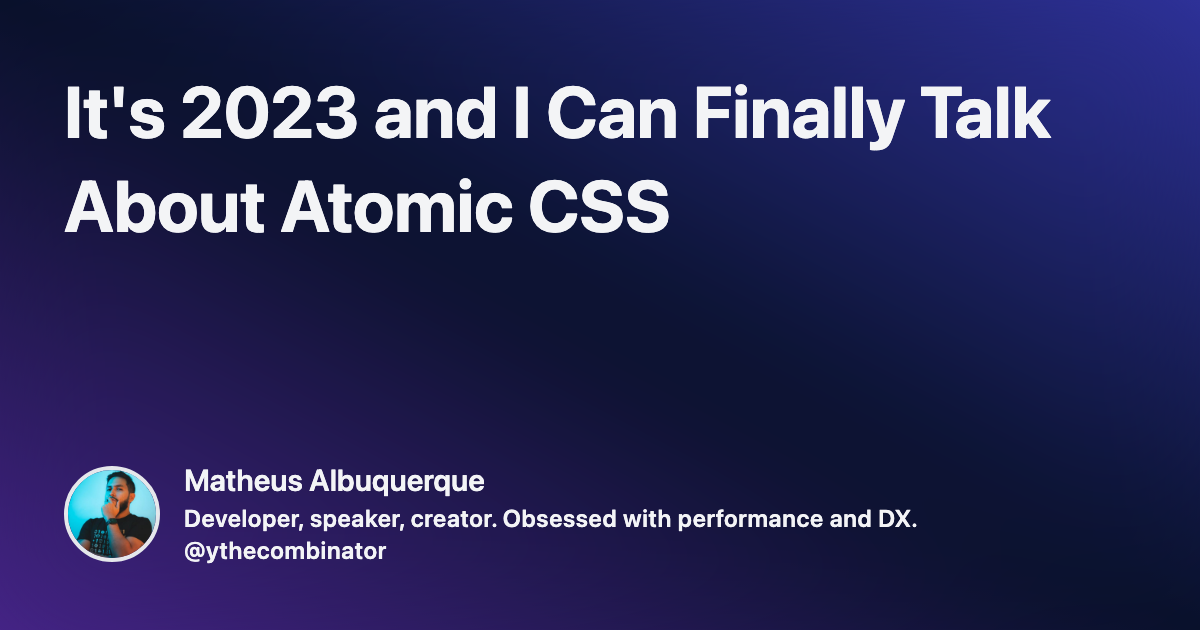 It's 2023 and I Can Finally Talk
About Atomic CSS
Matheus Albuquerque
Developer, speaker, creator. Obsessed with performance and DX.
@ythecombinator